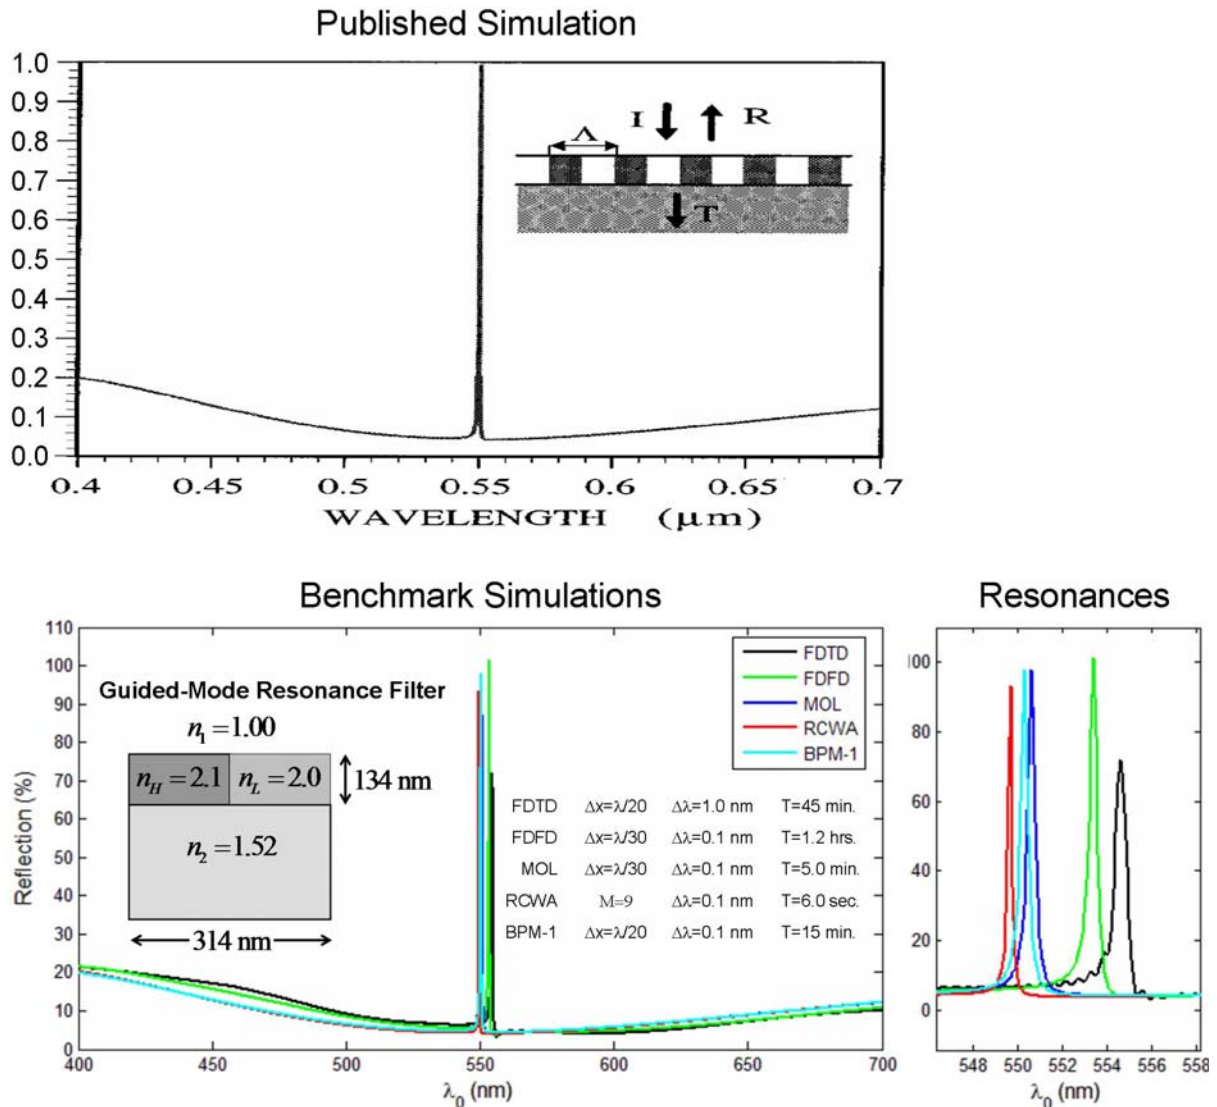 Published Simulation
1.0
0.9
0.8
0.7
0.6
0.5
0.4
0.3
0.2
0.1
0.0
I
R
Λ
T
0.4 0.45 0.5 0.55 0.6 0.65 0.7
WAVELENGTH (μm)
Benchmark Simulations
Resonances
110
100
90
80
70
60
50
40
30
20
10
0
Reflection (%)
Guided-Mode Resonance Filter
n₁ =1.00
n_H =2.1 n_L =2.0
134 nm
n₂ =1.52
314 nm
FDTD
FDFD
MOL
RCWA
BPM-1
FDTD Δx=λ/20 Δλ=1.0 nm T=45 min.
FDFD Δx=λ/30 Δλ=0.1 nm T=1.2 hrs.
MOL Δx=λ/30 Δλ=0.1 nm T=5.0 min.
RCWA M=9 Δλ=0.1 nm T=6.0 sec.
BPM-1 Δx=λ/20 Δλ=0.1 nm T=15 min.
400 450 500 550 600 650 700
λ₀ (nm)
100
80
60
40
20
0
548 550 552 554 556 558
λ₀ (nm)